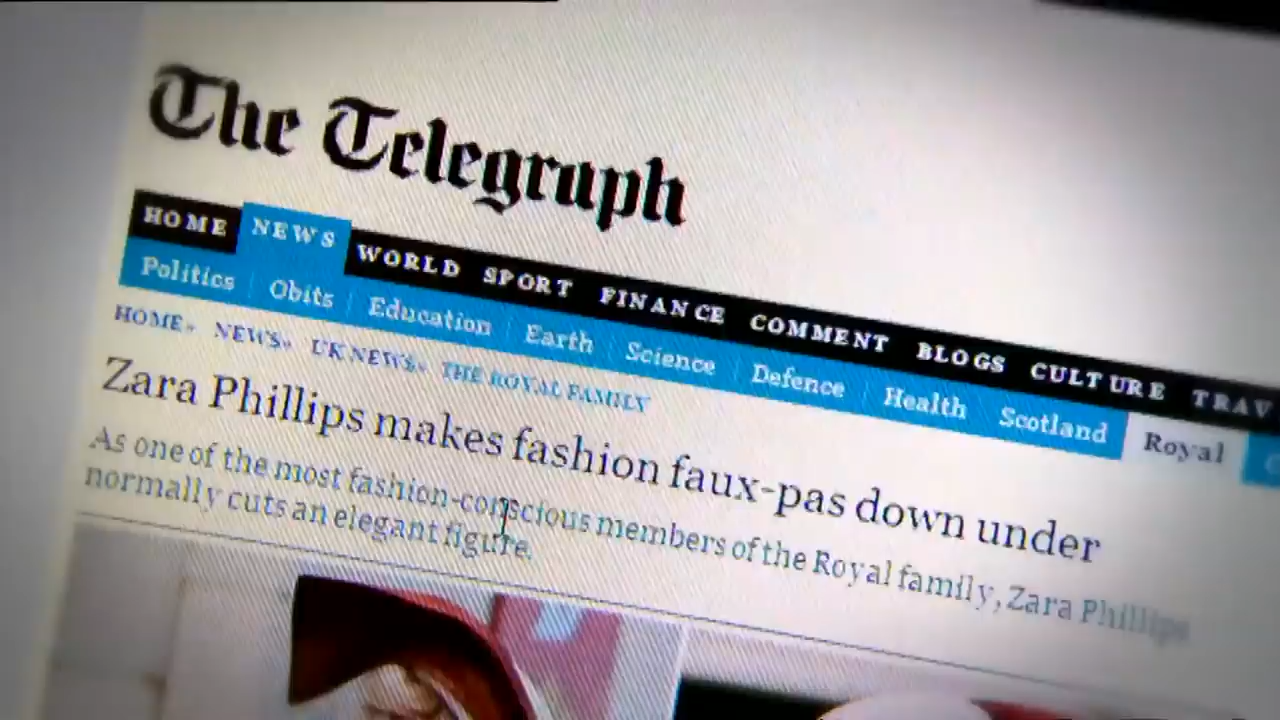 The Telegraph
HOME NEWS WORLD SPORT FINANCE COMMENT BLOGS CULTURE TRAV
Politics Obits Education Earth Science Defence Health Scotland Royal
HOME» NEWS» UK NEWS» THE ROYAL FAMILY
Zara Phillips makes fashion faux-pas down under
As one of the most fashion-conscious members of the Royal family, Zara Phillips
normally cuts an elegant figure.